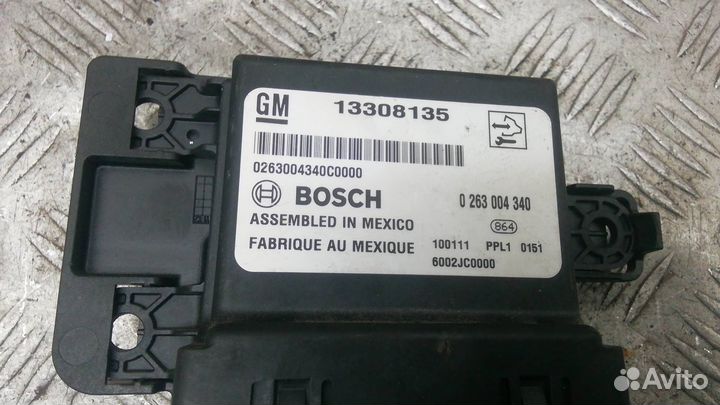 GM 13308135
0263004340C0000
BOSCH 0 263 004 340
ASSEMBLED IN MEXICO 864
FABRIQUE AU MEXIQUE 100111 PPL1 0151
6002JC0000
Avito